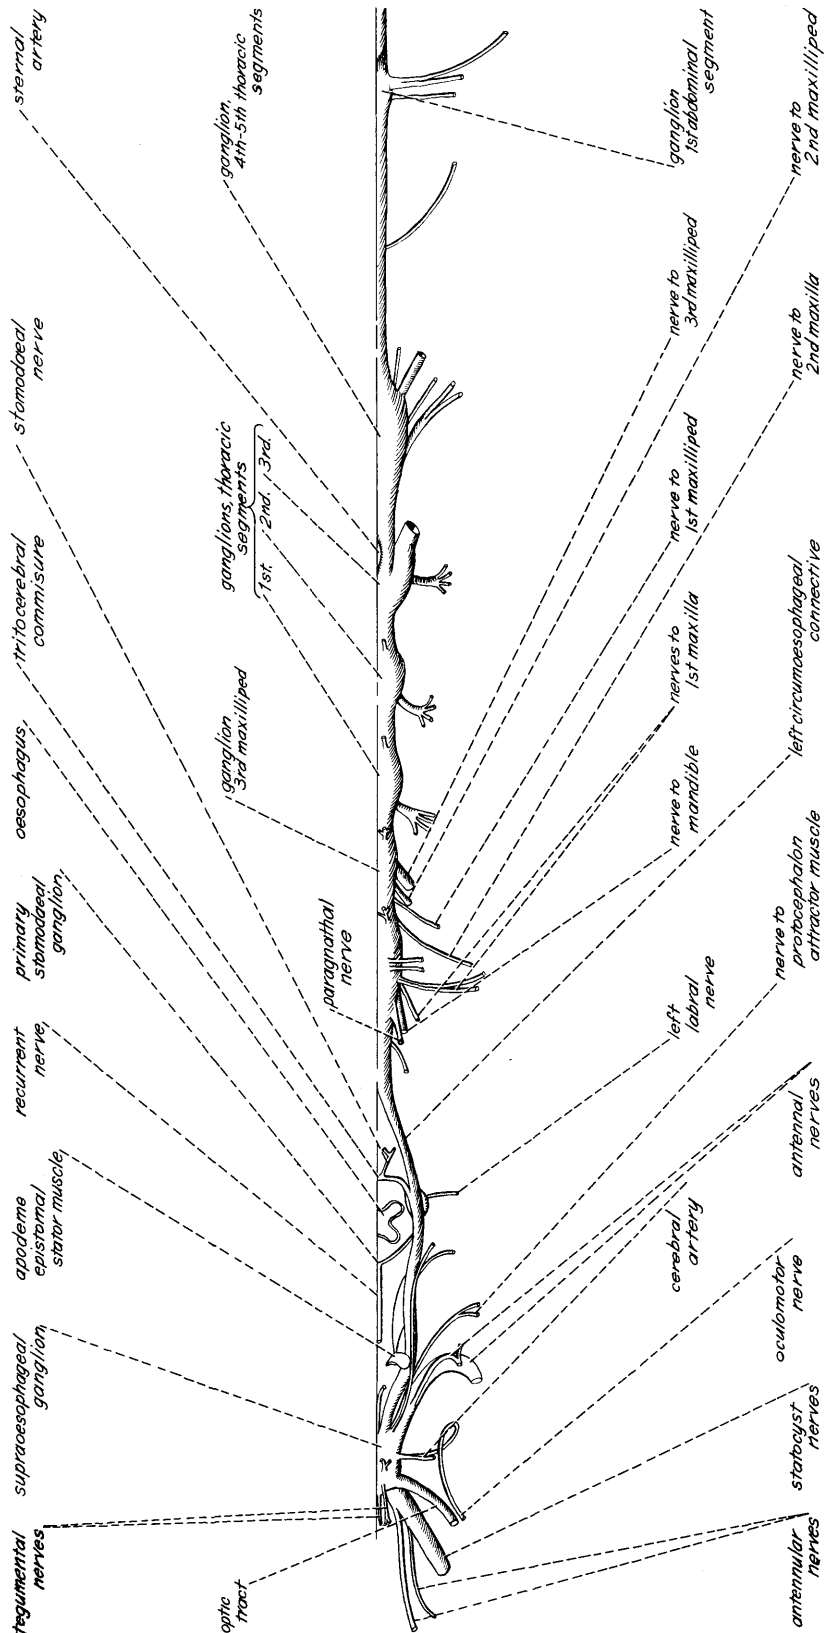 tegumental
nerves
supraoesophageal
ganglion
apodeme
epistomal
stator muscle
recurrent
nerve
primary
stomodaeal
ganglion
oesophagus
tritocerebral
commisure
stomodaeal
nerve
sternal
artery
optic
tract
paragnathal
nerve
ganglion
3rd maxilliped
ganglions, thoracic
segments
1st. 2nd. 3rd.
ganglion,
4th-5th thoracic
segments
cerebral
artery
left
labral
nerve
nerve to
mandible
nerves to
1st maxilla
nerve to
1st maxilliped
nerve to
3rd maxilliped
ganglion
1st abdominal
segment
antennular
nerves
statocyst
nerves
oculomotor
nerve
antennal
nerves
nerve to
protocephalon
attractor muscle
left circumoesophageal
connective
nerve to
2nd maxilla
nerve to
2nd maxilliped